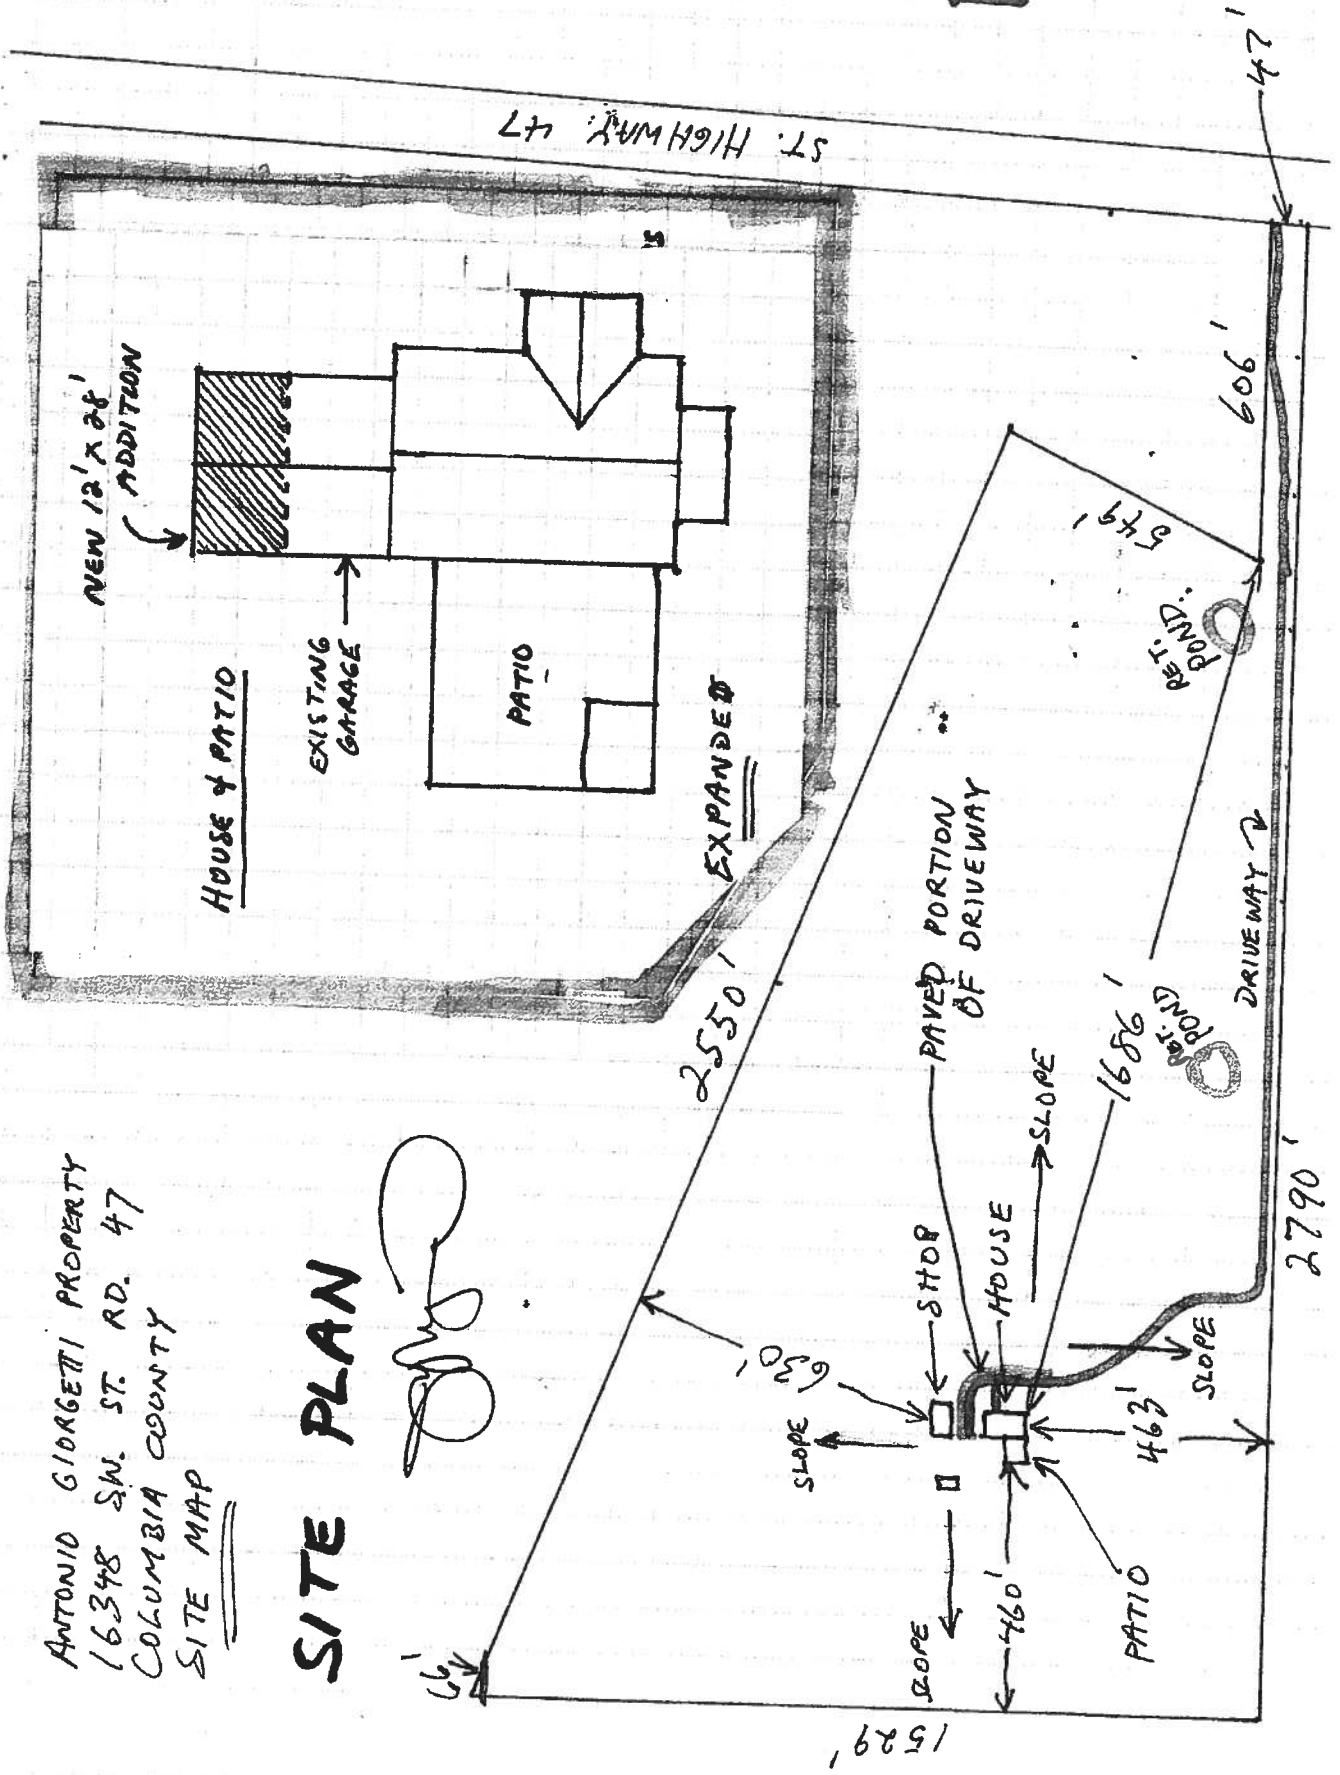 ANTONIO GIORGETTI PROPERTY
16348 S.W. ST. RD. 47
COLUMBIA COUNTY
SITE MAP
SITE PLAN
NEW 12' X 28'
ADDITION
HOUSE & PATIO
EXISTING
GARAGE
PATIO
EXPANDED
ST. HIGHWAY. 47
47'
606'
549'
RET.
POND
2550'
PAVED PORTION
OF DRIVEWAY
DRIVEWAY
1686'
RET.
POND
2790'
SLOPE
SHOP
HOUSE
630'
SLOPE
SLOPE
463'
SLOPE
460'
PATIO
66'
1529'